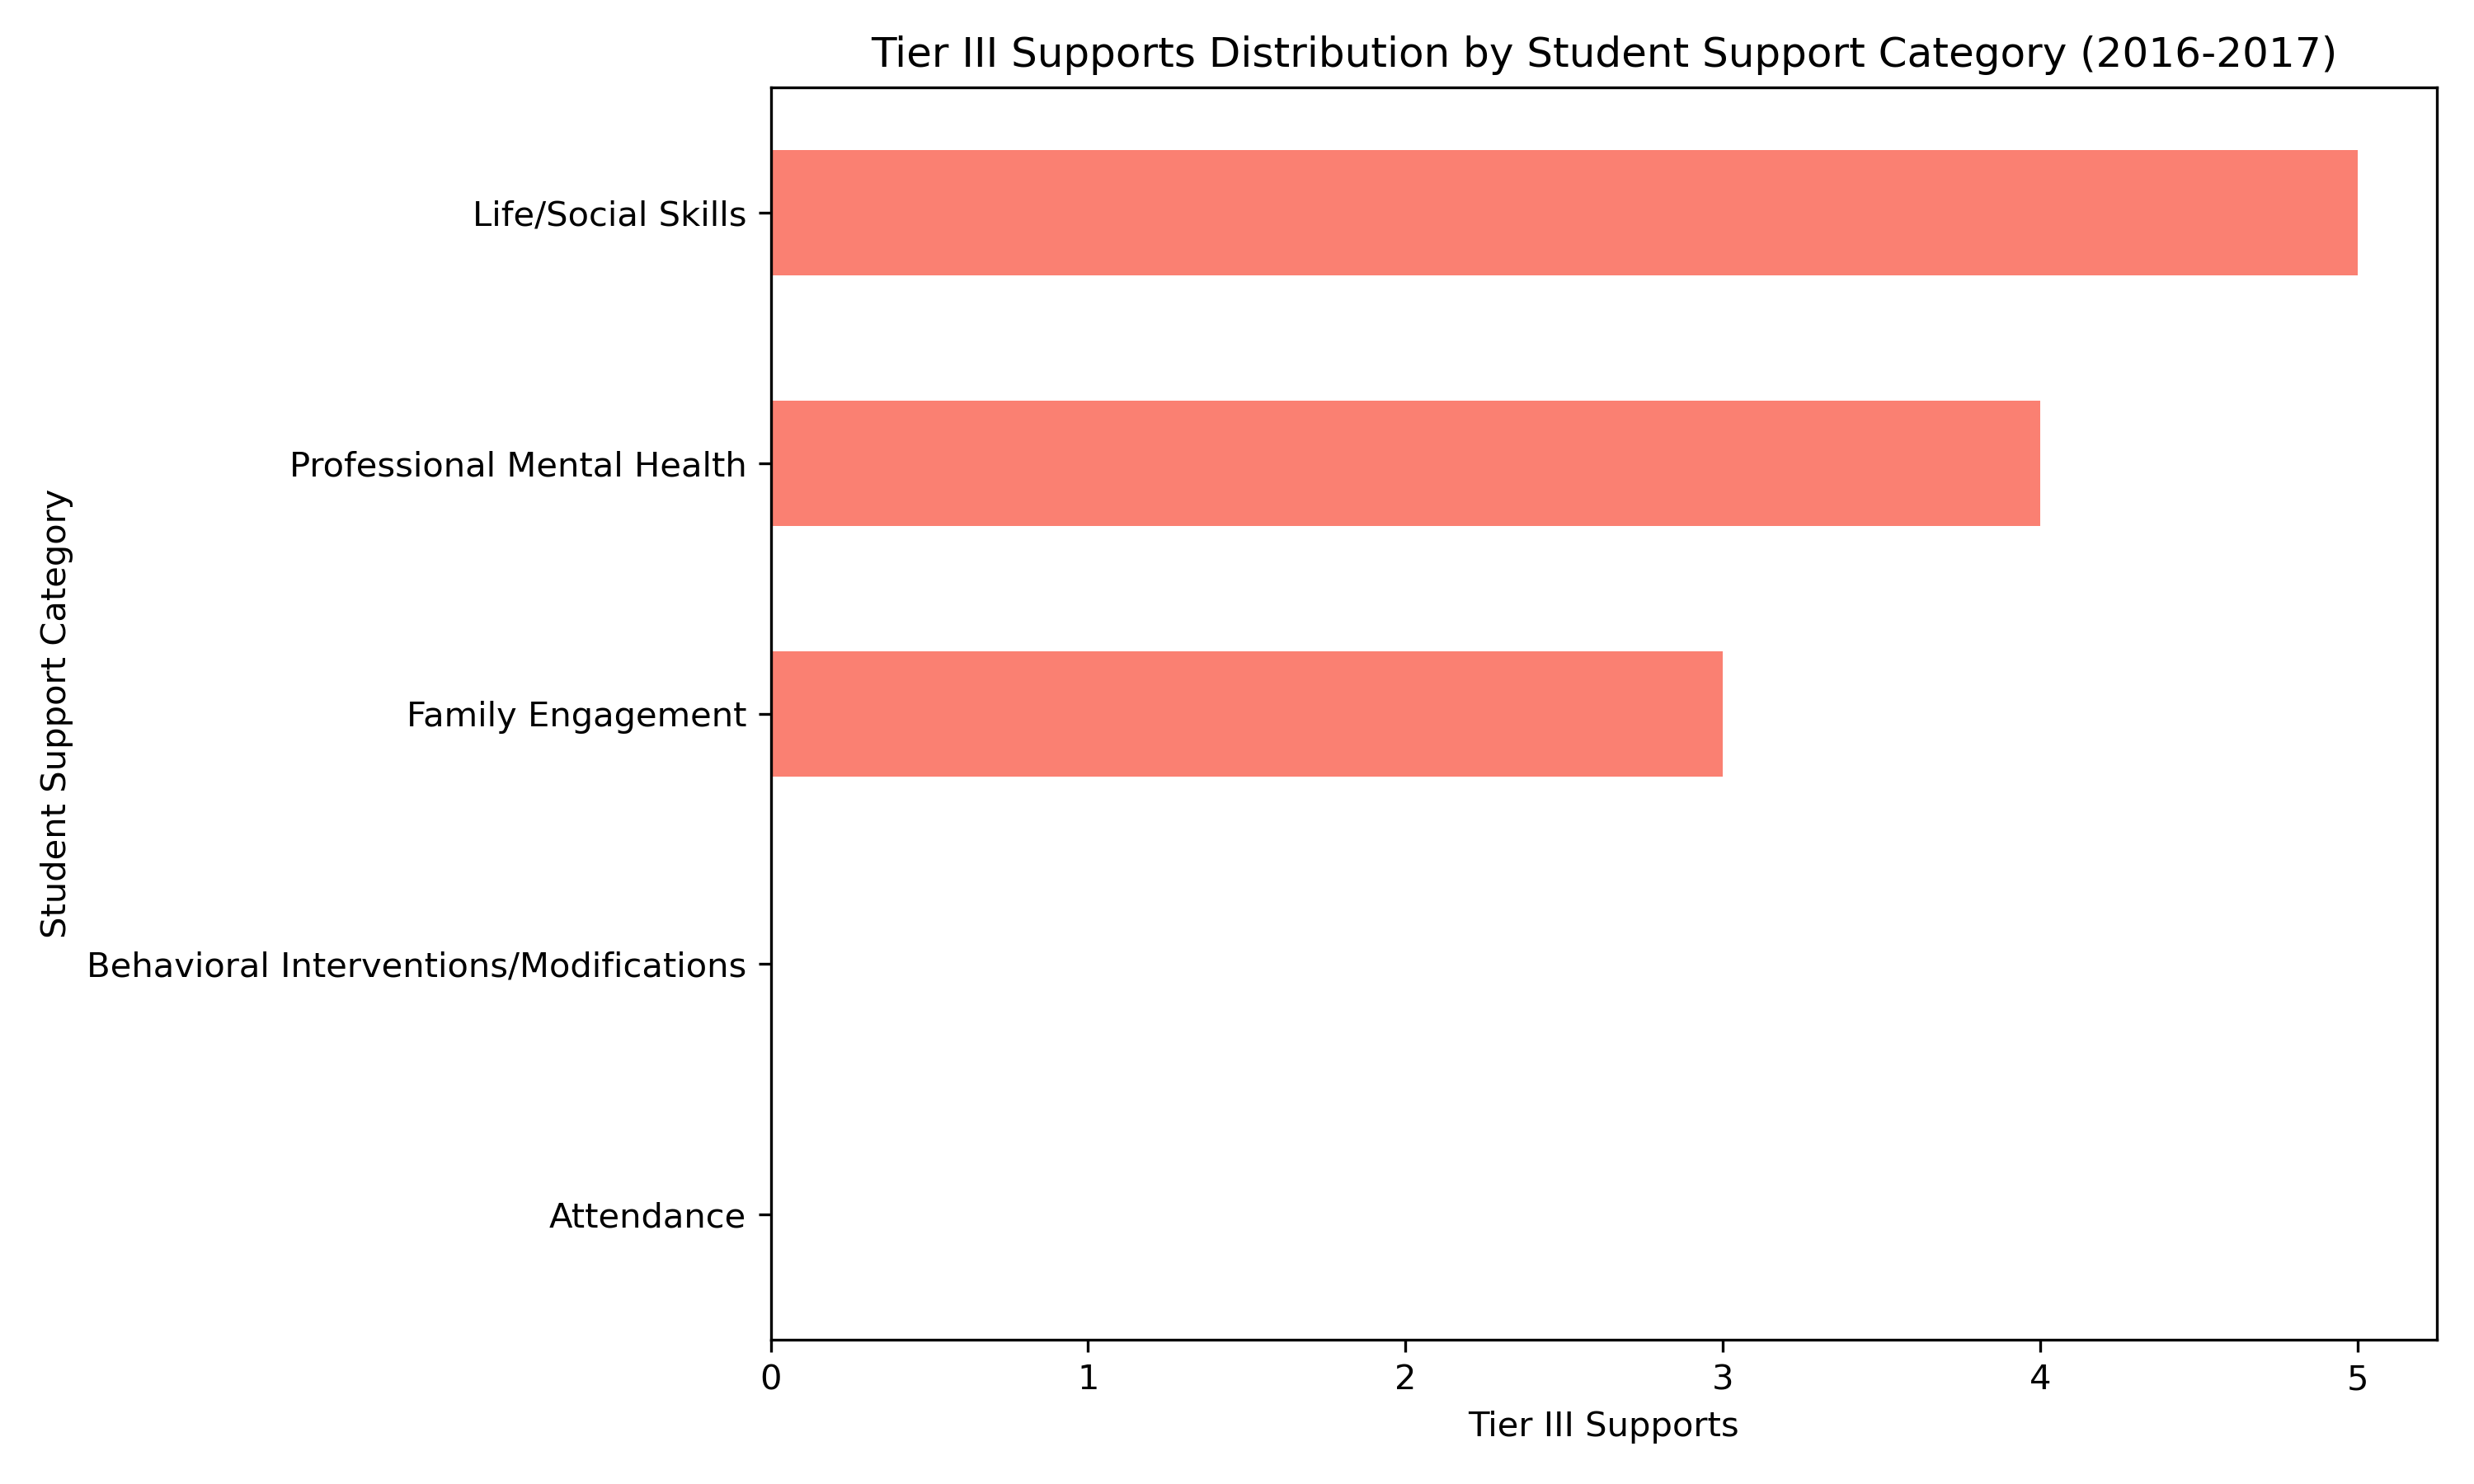 Tier III Supports Distribution by Student Support Category (2016-2017)
Student Support Category
Life/Social Skills
Professional Mental Health
Family Engagement
Behavioral Interventions/Modifications
Attendance
0 1 2 3 4 5
Tier III Supports